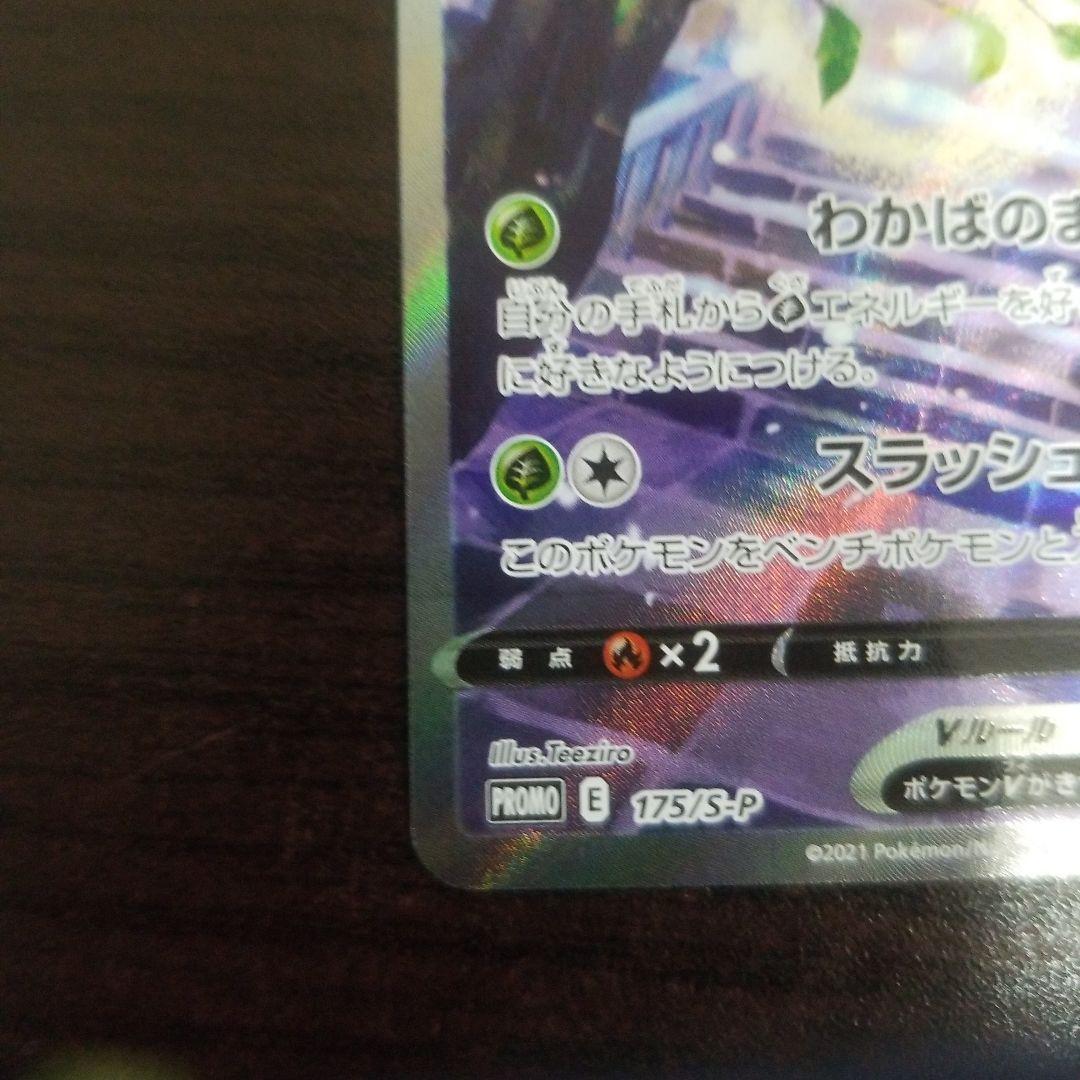 わかばのま
自分の手札からエネルギーを好
に好きなようにつける。
スラッシュ
このポケモンをベンチポケモンと入
弱点 ×2 抵抗力
Illus.Teeziro
Vルール
PROMO E 175/S-P
ポケモンVがき
©2021 Pokémon/N